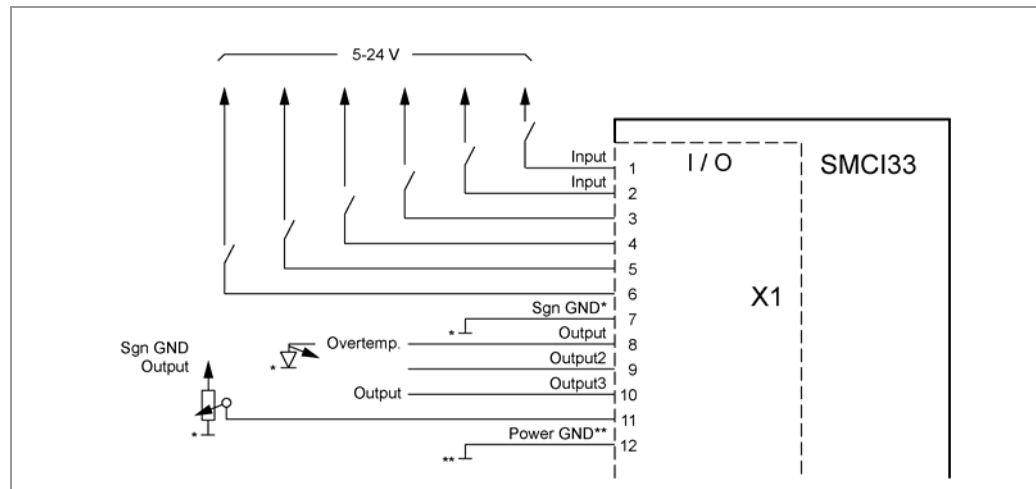 5-24 V
Input
1
I / O
SMCI33
Input
2
3
4
5
X1
6
Sgn GND*
7
*
Output
Overtemp.
8
*
Sgn GND
Output
Output2
9
Output3
Output
10
11
*
Power GND**
12
**